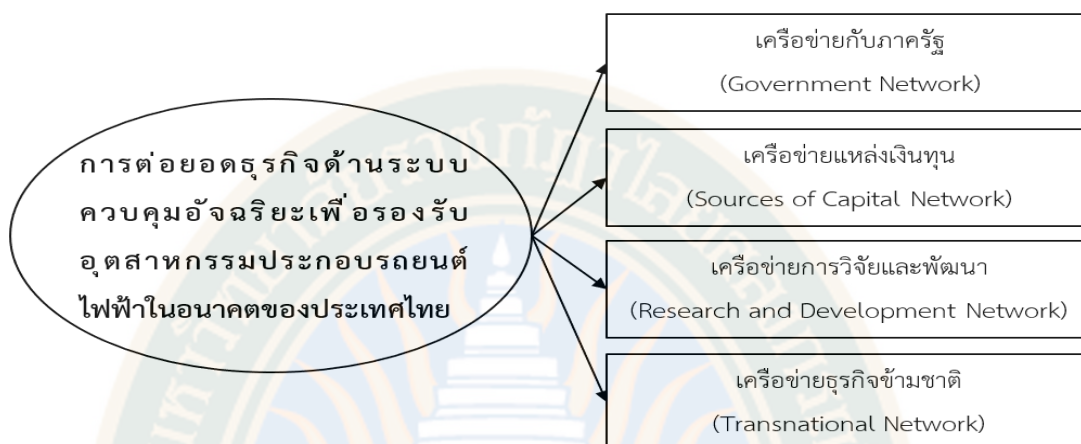 การต่อยอดธุรกิจด้านระบบ
ควบคุมอัจฉริยะเพื่อรองรับ
อุตสาหกรรมประกอบรถยนต์
ไฟฟ้าในอนาคตของประเทศไทย
เครือข่ายกับภาครัฐ
(Government Network)
เครือข่ายแหล่งเงินทุน
(Sources of Capital Network)
เครือข่ายการวิจัยและพัฒนา
(Research and Development Network)
เครือข่ายธุรกิจข้ามชาติ
(Transnational Network)